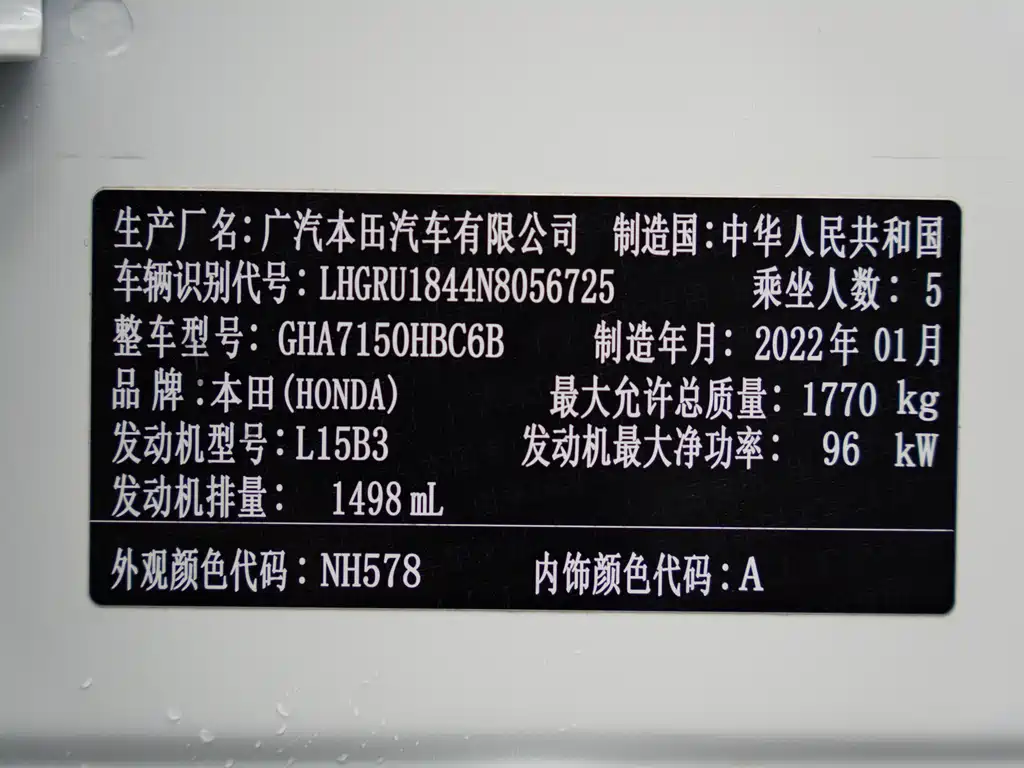 生产厂名:广汽本田汽车有限公司 制造国:中华人民共和国
车辆识别代号: LHGRU1844N8056725 乘坐人数: 5
整车型号: GHA7150HBC6B 制造年月: 2022年 01月
品 牌 :本田(HONDA) 最大允许总质量: 1770 kg
发动机型号:L15B3 发动机最大净功率: 96 kW
发动机排量: 1498 mL
外观颜色代码:NH578 内饰颜色代码:A